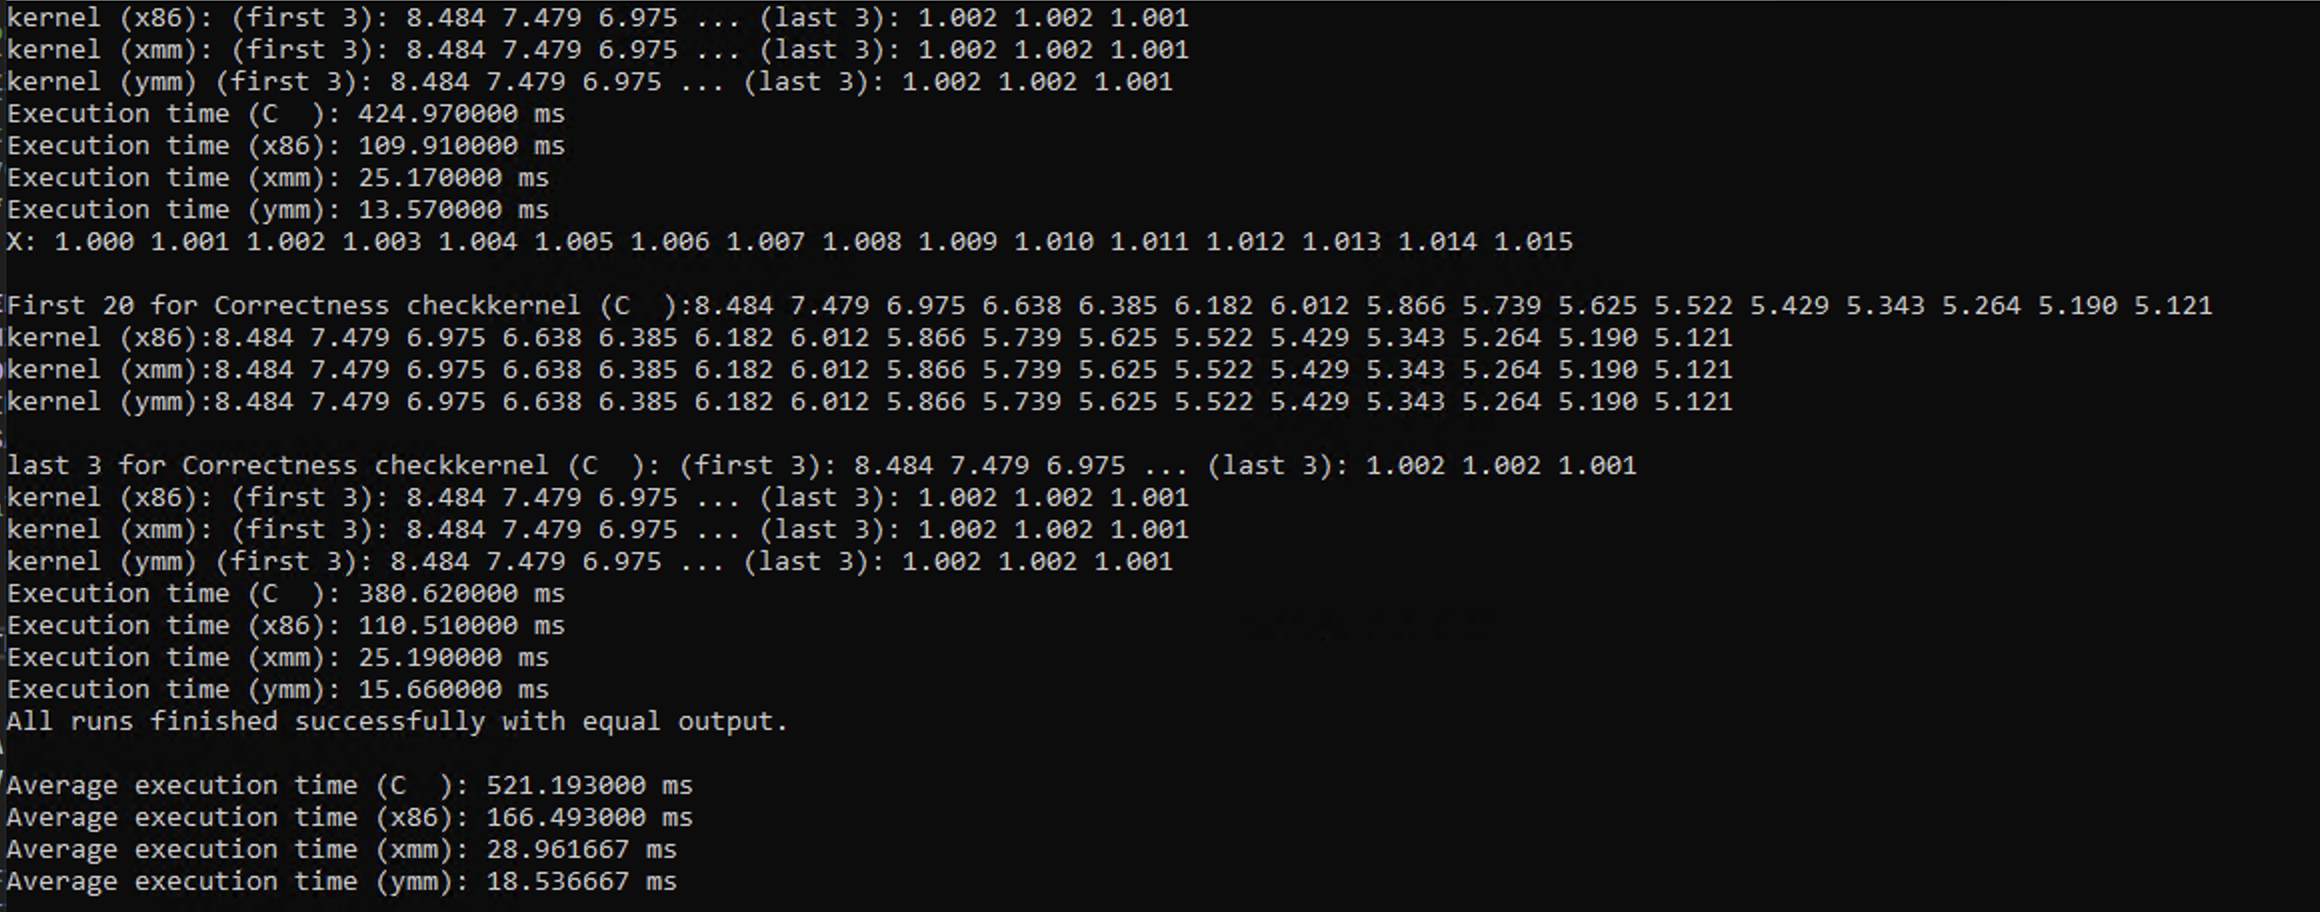 kernel (x86): (first 3): 8.484 7.479 6.975 ... (last 3): 1.002 1.002 1.001
kernel (xmm): (first 3): 8.484 7.479 6.975 ... (last 3): 1.002 1.002 1.001
kernel (ymm) (first 3): 8.484 7.479 6.975 ... (last 3): 1.002 1.002 1.001
Execution time (C  ): 424.970000 ms
Execution time (x86): 109.910000 ms
Execution time (xmm): 25.170000 ms
Execution time (ymm): 13.570000 ms
X: 1.000 1.001 1.002 1.003 1.004 1.005 1.006 1.007 1.008 1.009 1.010 1.011 1.012 1.013 1.014 1.015
First 20 for Correctness checkkernel (C  ):8.484 7.479 6.975 6.638 6.385 6.182 6.012 5.866 5.739 5.625 5.522 5.429 5.343 5.264 5.190 5.121
kernel (x86):8.484 7.479 6.975 6.638 6.385 6.182 6.012 5.866 5.739 5.625 5.522 5.429 5.343 5.264 5.190 5.121
kernel (xmm):8.484 7.479 6.975 6.638 6.385 6.182 6.012 5.866 5.739 5.625 5.522 5.429 5.343 5.264 5.190 5.121
kernel (ymm):8.484 7.479 6.975 6.638 6.385 6.182 6.012 5.866 5.739 5.625 5.522 5.429 5.343 5.264 5.190 5.121
last 3 for Correctness checkkernel (C  ): (first 3): 8.484 7.479 6.975 ... (last 3): 1.002 1.002 1.001
kernel (x86): (first 3): 8.484 7.479 6.975 ... (last 3): 1.002 1.002 1.001
kernel (xmm): (first 3): 8.484 7.479 6.975 ... (last 3): 1.002 1.002 1.001
kernel (ymm) (first 3): 8.484 7.479 6.975 ... (last 3): 1.002 1.002 1.001
Execution time (C  ): 380.620000 ms
Execution time (x86): 110.510000 ms
Execution time (xmm): 25.190000 ms
Execution time (ymm): 15.660000 ms
All runs finished successfully with equal output.
Average execution time (C  ): 521.193000 ms
Average execution time (x86): 166.493000 ms
Average execution time (xmm): 28.961667 ms
Average execution time (ymm): 18.536667 ms